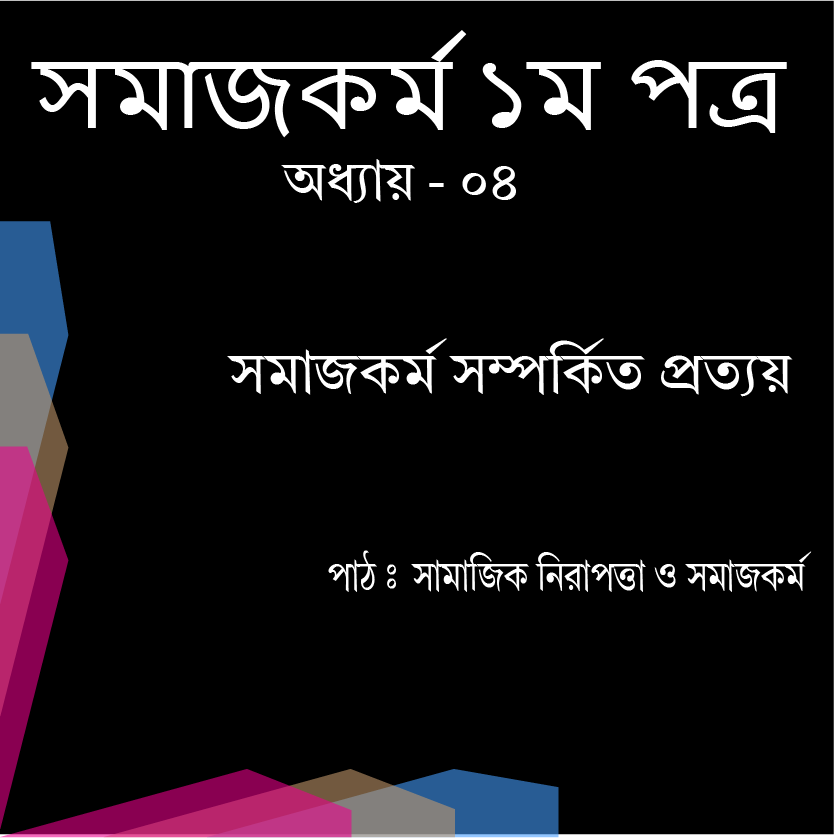 সমাজকর্ম ১ম পত্র
অধ্যায় - ০৪
সমাজকর্ম সম্পর্কিত প্রত্যয়
পাঠ ঃ সামাজিক নিরাপত্তা ও সমাজকর্ম